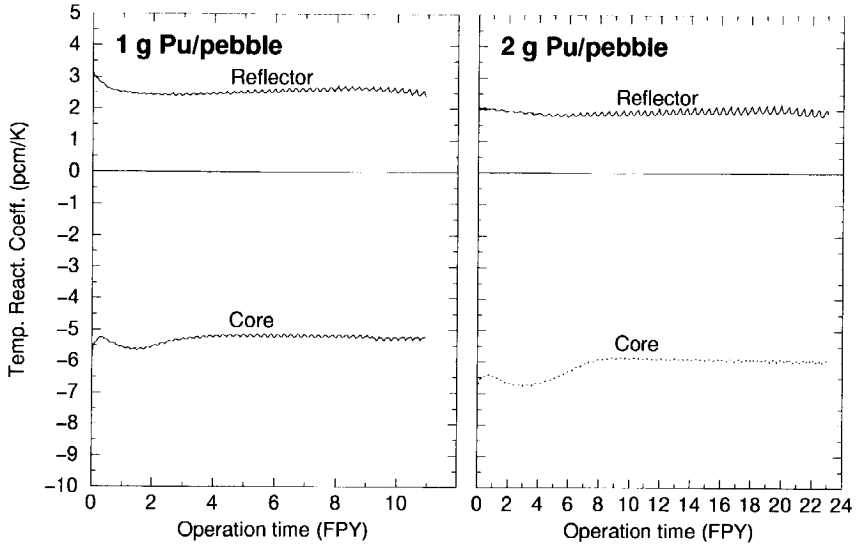 1 g Pu/pebble
Reflector
Core
5
4
3
2
1
0
−1
−2
−3
−4
−5
−6
−7
−8
−9
−10
Temp. React. Coeff. (pcm/K)
0 2 4 6 8 10
Operation time (FPY)
2 g Pu/pebble
Reflector
Core
0 2 4 6 8 10 12 14 16 18 20 22 24
Operation time (FPY)